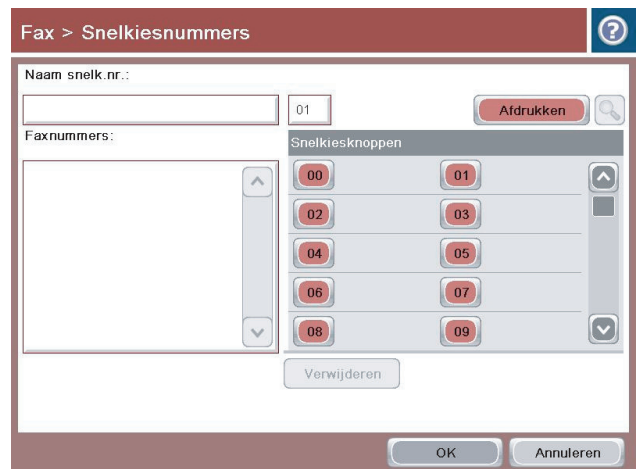 Fax > Snelkiesnummers
?
Naam snelk.nr.:
01
Afdrukken
Faxnummers:
Snelkiesknoppen
00 01
02 03
04 05
06 07
08 09
Verwijderen
OK Annuleren